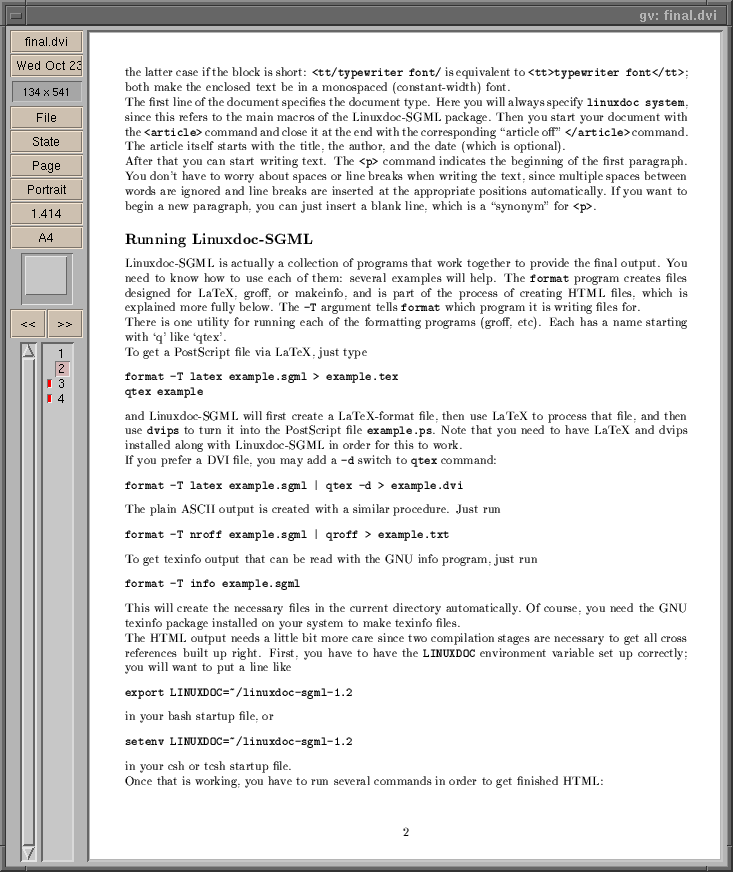 gv: final.dvi
final.dvi
Wed Oct 23
134 x 541
File
State
Page
Portrait
1.414
A4
<< >>
1
2
3
4
the latter case if the block is short: <tt/typewriter font/ is equivalent to <tt>typewriter font</tt>;
both make the enclosed text be in a monospaced (constant-width) font.
The first line of the document specifies the document type. Here you will always specify linuxdoc system,
since this refers to the main macros of the Linuxdoc-SGML package. Then you start your document with
the <article> command and close it at the end with the corresponding “article off” </article> command.
The article itself starts with the title, the author, and the date (which is optional).
After that you can start writing text. The <p> command indicates the beginning of the first paragraph.
You don't have to worry about spaces or line breaks when writing the text, since multiple spaces between
words are ignored and line breaks are inserted at the appropriate positions automatically. If you want to
begin a new paragraph, you can just insert a blank line, which is a “synonym” for <p>.
Running Linuxdoc-SGML
Linuxdoc-SGML is actually a collection of programs that work together to provide the final output. You
need to know how to use each of them: several examples will help. The format program creates files
designed for LaTeX, groff, or makeinfo, and is part of the process of creating HTML files, which is
explained more fully below. The -T argument tells format which program it is writing files for.
There is one utility for running each of the formatting programs (groff, etc). Each has a name starting
with ‘q’ like ‘qtex’.
To get a PostScript file via LaTeX, just type
format -T latex example.sgml > example.tex
qtex example
and Linuxdoc-SGML will first create a LaTeX-format file, then use LaTeX to process that file, and then
use dvips to turn it into the PostScript file example.ps. Note that you need to have LaTeX and dvips
installed along with Linuxdoc-SGML in order for this to work.
If you prefer a DVI file, you may add a -d switch to qtex command:
format -T latex example.sgml | qtex -d > example.dvi
The plain ASCII output is created with a similar procedure. Just run
format -T nroff example.sgml | qroff > example.txt
To get texinfo output that can be read with the GNU info program, just run
format -T info example.sgml
This will create the necessary files in the current directory automatically. Of course, you need the GNU
texinfo package installed on your system to make texinfo files.
The HTML output needs a little bit more care since two compilation stages are necessary to get all cross
references built up right. First, you have to have the LINUXDOC environment variable set up correctly;
you will want to put a line like
export LINUXDOC=~/linuxdoc-sgml-1.2
in your bash startup file, or
setenv LINUXDOC=~/linuxdoc-sgml-1.2
in your csh or tcsh startup file.
Once that is working, you have to run several commands in order to get finished HTML:
2